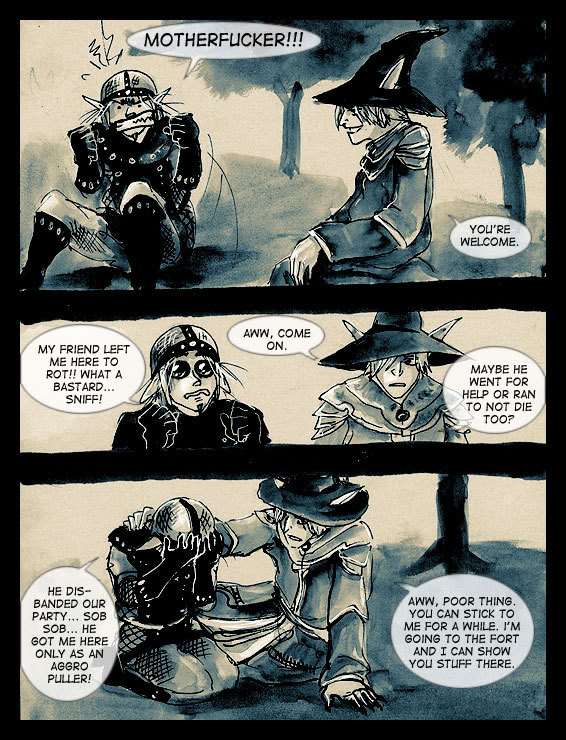 MOTHERFUCKER!!!
YOU'RE
WELCOME.
MY FRIEND LEFT
ME HERE TO
ROT!! WHAT A
BASTARD...
SNIFF!
AWW, COME
ON.
MAYBE HE
WENT FOR
HELP OR RAN
TO NOT DIE
TOO?
HE DIS-
BANDED OUR
PARTY... SOB
SOB... HE
GOT ME HERE
ONLY AS AN
AGGRO
PULLER!
AWW, POOR THING.
YOU CAN STICK TO
ME FOR A WHILE. I'M
GOING TO THE FORT
AND I CAN SHOW
YOU STUFF THERE.